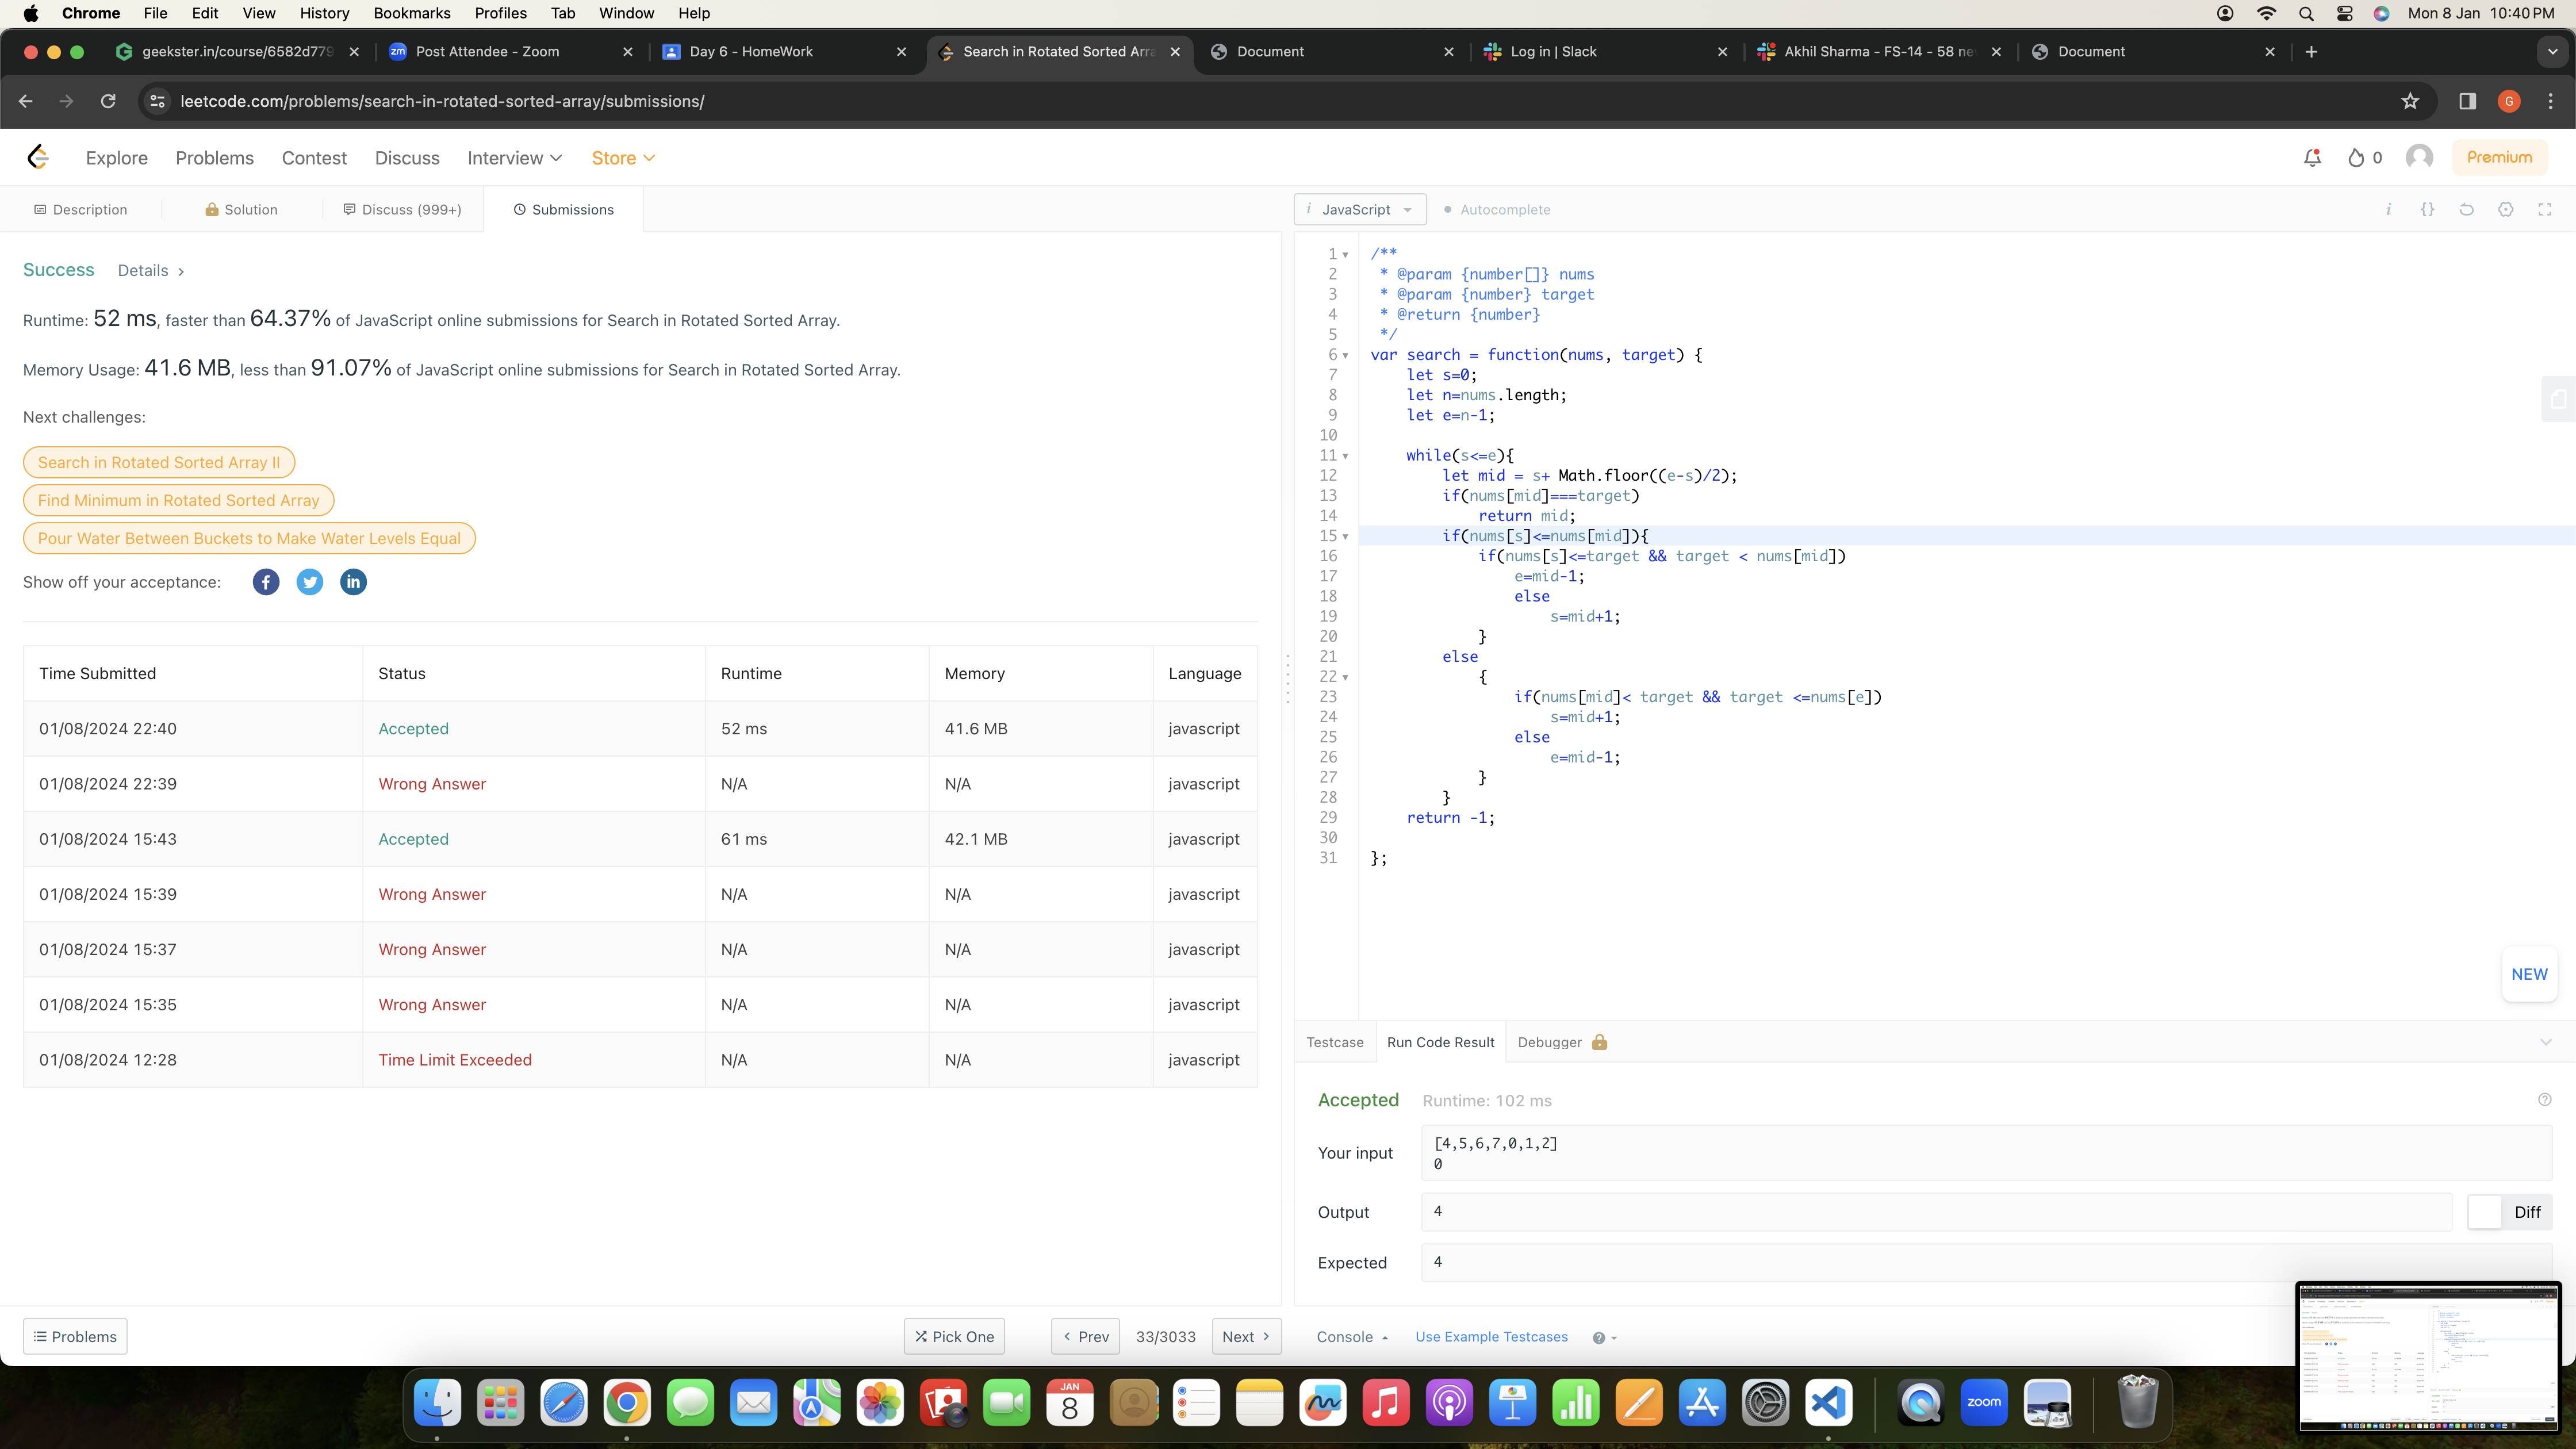 Chrome File Edit View History Bookmarks Profiles Tab Window Help
Mon 8 Jan 10:40 PM
geekster.in/course/6582d779
Post Attendee - Zoom
Day 6 - HomeWork
Search in Rotated Sorted Arra
Document
Log in | Slack
Akhil Sharma - FS-14 - 58 ne
Document
leetcode.com/problems/search-in-rotated-sorted-array/submissions/
G
Explore Problems Contest Discuss Interview Store
0
Premium
Description
Solution
Discuss (999+)
Submissions
i JavaScript
Autocomplete
i {}
Success Details >
Runtime: 52 ms, faster than 64.37% of JavaScript online submissions for Search in Rotated Sorted Array.
Memory Usage: 41.6 MB, less than 91.07% of JavaScript online submissions for Search in Rotated Sorted Array.
Next challenges:
Search in Rotated Sorted Array II
Find Minimum in Rotated Sorted Array
Pour Water Between Buckets to Make Water Levels Equal
Show off your acceptance:
Time Submitted Status Runtime Memory Language
01/08/2024 22:40 Accepted 52 ms 41.6 MB javascript
01/08/2024 22:39 Wrong Answer N/A N/A javascript
01/08/2024 15:43 Accepted 61 ms 42.1 MB javascript
01/08/2024 15:39 Wrong Answer N/A N/A javascript
01/08/2024 15:37 Wrong Answer N/A N/A javascript
01/08/2024 15:35 Wrong Answer N/A N/A javascript
01/08/2024 12:28 Time Limit Exceeded N/A N/A javascript
1 /**
2  * @param {number[]} nums
3  * @param {number} target
4  * @return {number}
5  */
6 var search = function(nums, target) {
7     let s=0;
8     let n=nums.length;
9     let e=n-1;
10
11     while(s<=e){
12         let mid = s+ Math.floor((e-s)/2);
13         if(nums[mid]===target)
14             return mid;
15         if(nums[s]<=nums[mid]){
16             if(nums[s]<=target && target < nums[mid])
17                 e=mid-1;
18                 else
19                     s=mid+1;
20             }
21         else
22             {
23                 if(nums[mid]< target && target <=nums[e])
24                     s=mid+1;
25                 else
26                     e=mid-1;
27             }
28         }
29     return -1;
30
31 };
NEW
Testcase Run Code Result Debugger
Accepted Runtime: 102 ms
Your input
[4,5,6,7,0,1,2]
0
Output 4
Diff
Expected 4
Problems
Pick One
< Prev 33/3033 Next >
Console
Use Example Testcases
JAN
8
zoom